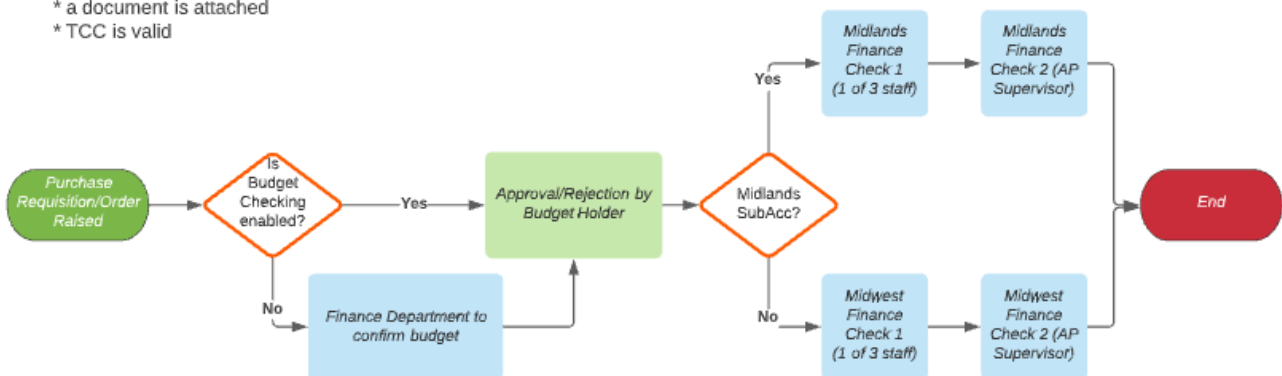 * a document is attached
* TCC is valid
Purchase
Requisition/Order
Raised
Is
Budget
Checking
enabled?
Yes
No
Finance Department to
confirm budget
Approval/Rejection by
Budget Holder
Midlands
SubAcc?
Yes
Midlands
Finance
Check 1
(1 of 3 staff)
Midlands
Finance
Check 2 (AP
Supervisor)
No
Midwest
Finance
Check 1
(1 of 3 staff)
Midwest
Finance
Check 2 (AP
Supervisor)
End